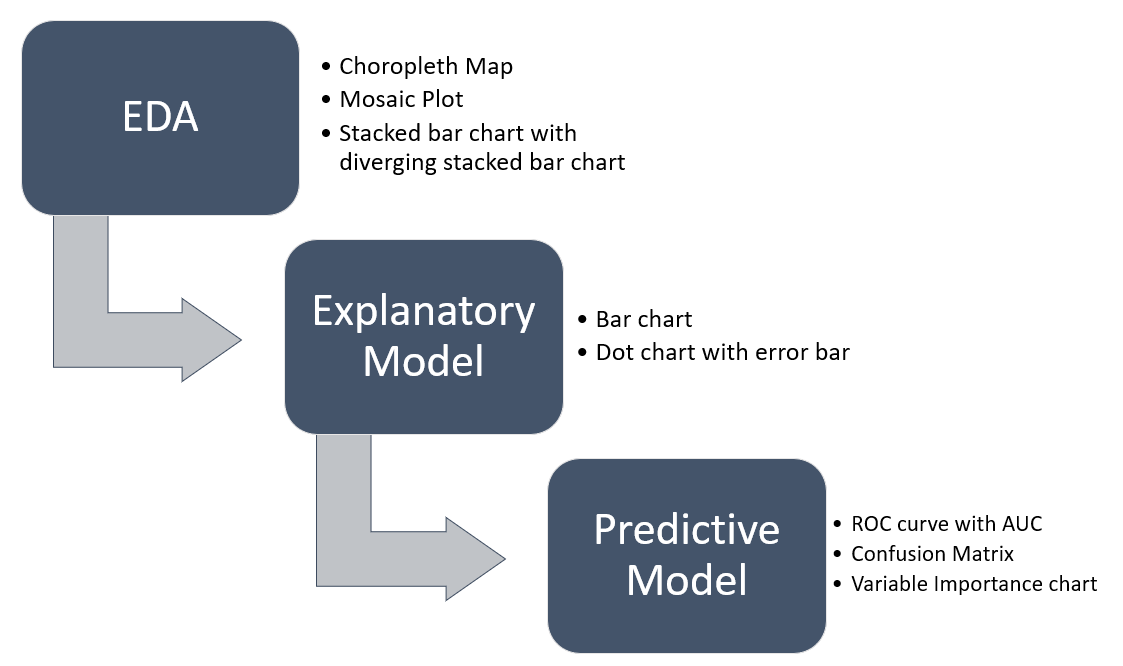 EDA
• Choropleth Map
• Mosaic Plot
• Stacked bar chart with
diverging stacked bar chart
Explanatory
Model
• Bar chart
• Dot chart with error bar
Predictive
Model
• ROC curve with AUC
• Confusion Matrix
• Variable Importance chart